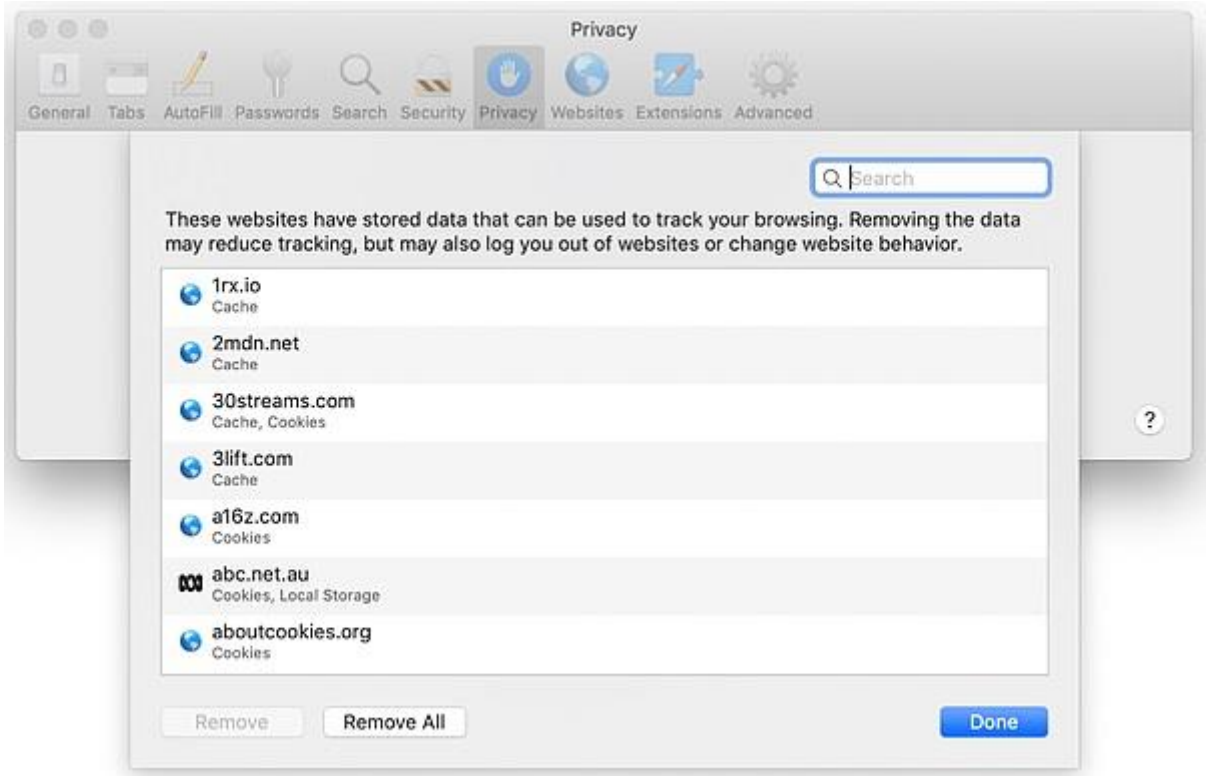 Privacy
General Tabs AutoFill Passwords Search Security Privacy Websites Extensions Advanced
Search
These websites have stored data that can be used to track your browsing. Removing the data
may reduce tracking, but may also log you out of websites or change website behavior.
1rx.io
Cache
2mdn.net
Cache
30streams.com
Cache, Cookies
3lift.com
Cache
a16z.com
Cookies
abc.net.au
Cookies, Local Storage
aboutcookies.org
Cookies
?
Remove Remove All Done